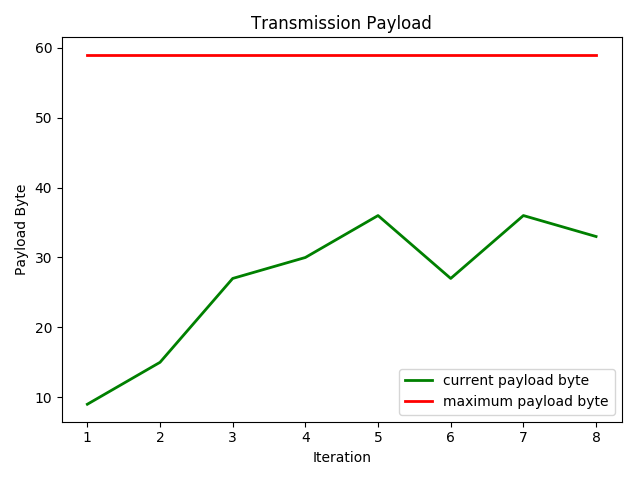 Transmission Payload
60
50
40
30
20
10
Payload Byte
current payload byte
maximum payload byte
1 2 3 4 5 6 7 8
Iteration